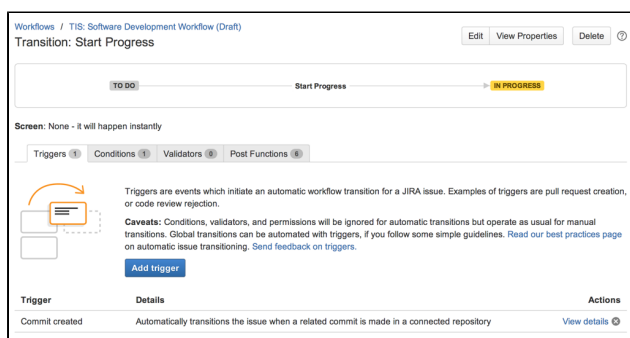 Workflows / TIS: Software Development Workflow (Draft)
Transition: Start Progress
Edit View Properties Delete ?
TO DO Start Progress IN PROGRESS
Screen: None - it will happen instantly
Triggers 1 Conditions 1 Validators 0 Post Functions 6
Triggers are events which initiate an automatic workflow transition for a JIRA issue. Examples of triggers are pull request creation,
or code review rejection.
Caveats: Conditions, validators, and permissions will be ignored for automatic transitions but operate as usual for manual
transitions. Global transitions can be automated with triggers, if you follow some simple guidelines. Read our best practices page
on automatic issue transitioning. Send feedback on triggers.
Add trigger
Trigger Details Actions
Commit created Automatically transitions the issue when a related commit is made in a connected repository View details